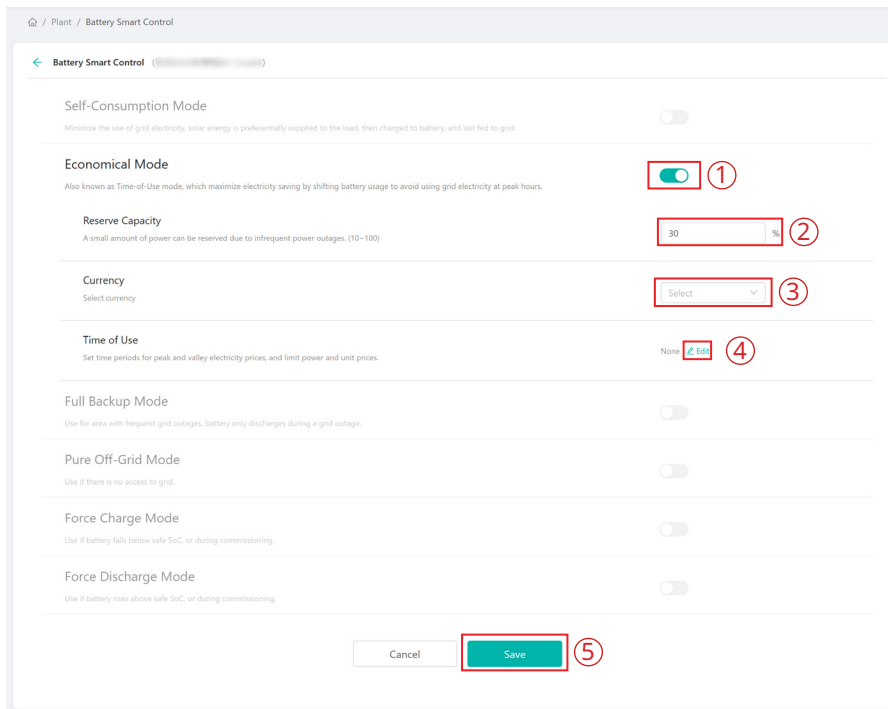 / Plant / Battery Smart Control
Battery Smart Control ( )
Self-Consumption Mode
Minimize the use of grid electricity, solar energy is preferentially supplied to the load, then charged to battery, and last fed to grid.
Economical Mode
①
Also known as Time-of-Use mode, which maximize electricity saving by shifting battery usage to avoid using grid electricity at peak hours.
Reserve Capacity
30 % ②
A small amount of power can be reserved due to infrequent power outages. (10~100)
Currency
Select ③
Select currency
Time of Use
None Edit ④
Set time periods for peak and valley electricity prices, and limit power and unit prices.
Full Backup Mode
Use for area with frequent grid outages, battery only discharges during a grid outage.
Pure Off-Grid Mode
Use if there is no access to grid.
Force Charge Mode
Use if battery falls below safe SoC, or during commissioning.
Force Discharge Mode
Use if battery rises above safe SoC, or during commissioning.
Cancel Save ⑤